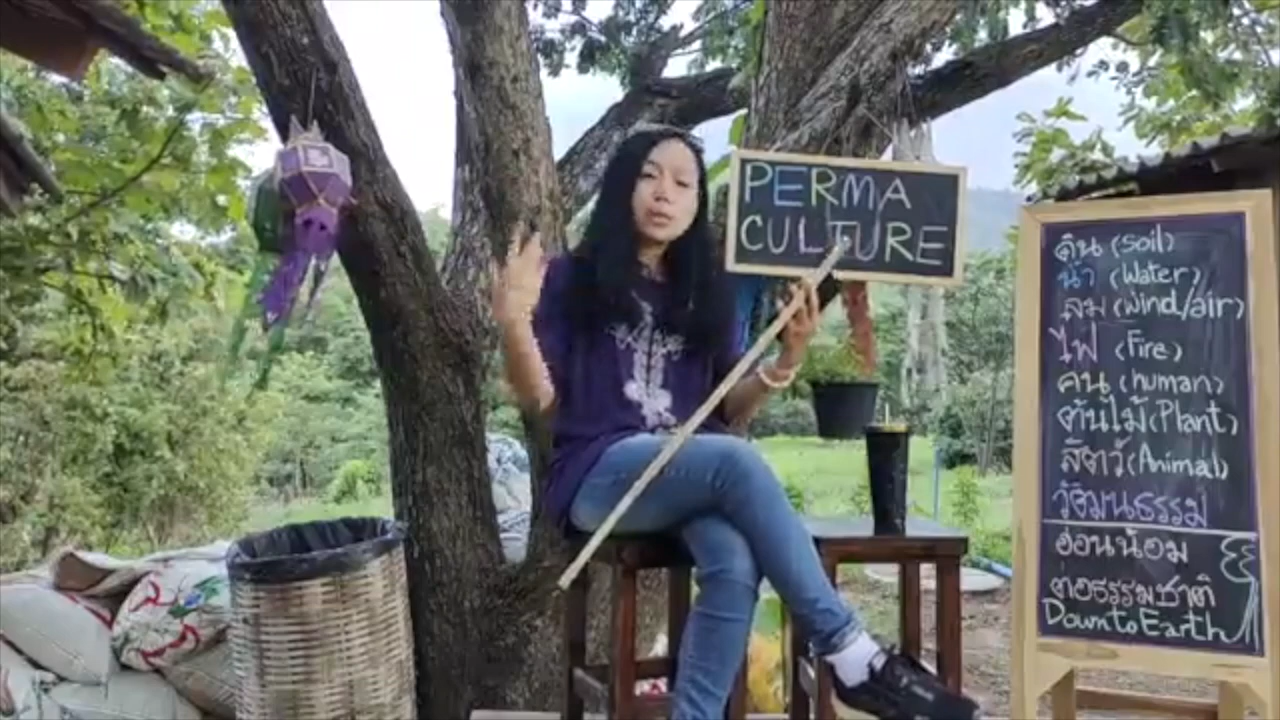 PERMA
CULTURE
ดิน (Soil)
น้ำ (Water)
ลม (Wind/air)
ไฟ (Fire)
คน (human)
ต้นไม้ (Plant)
สัตว์ (Animal)
วัฒนธรรม
อ่อนน้อม
ต่อธรรมชาติ
Down to Earth